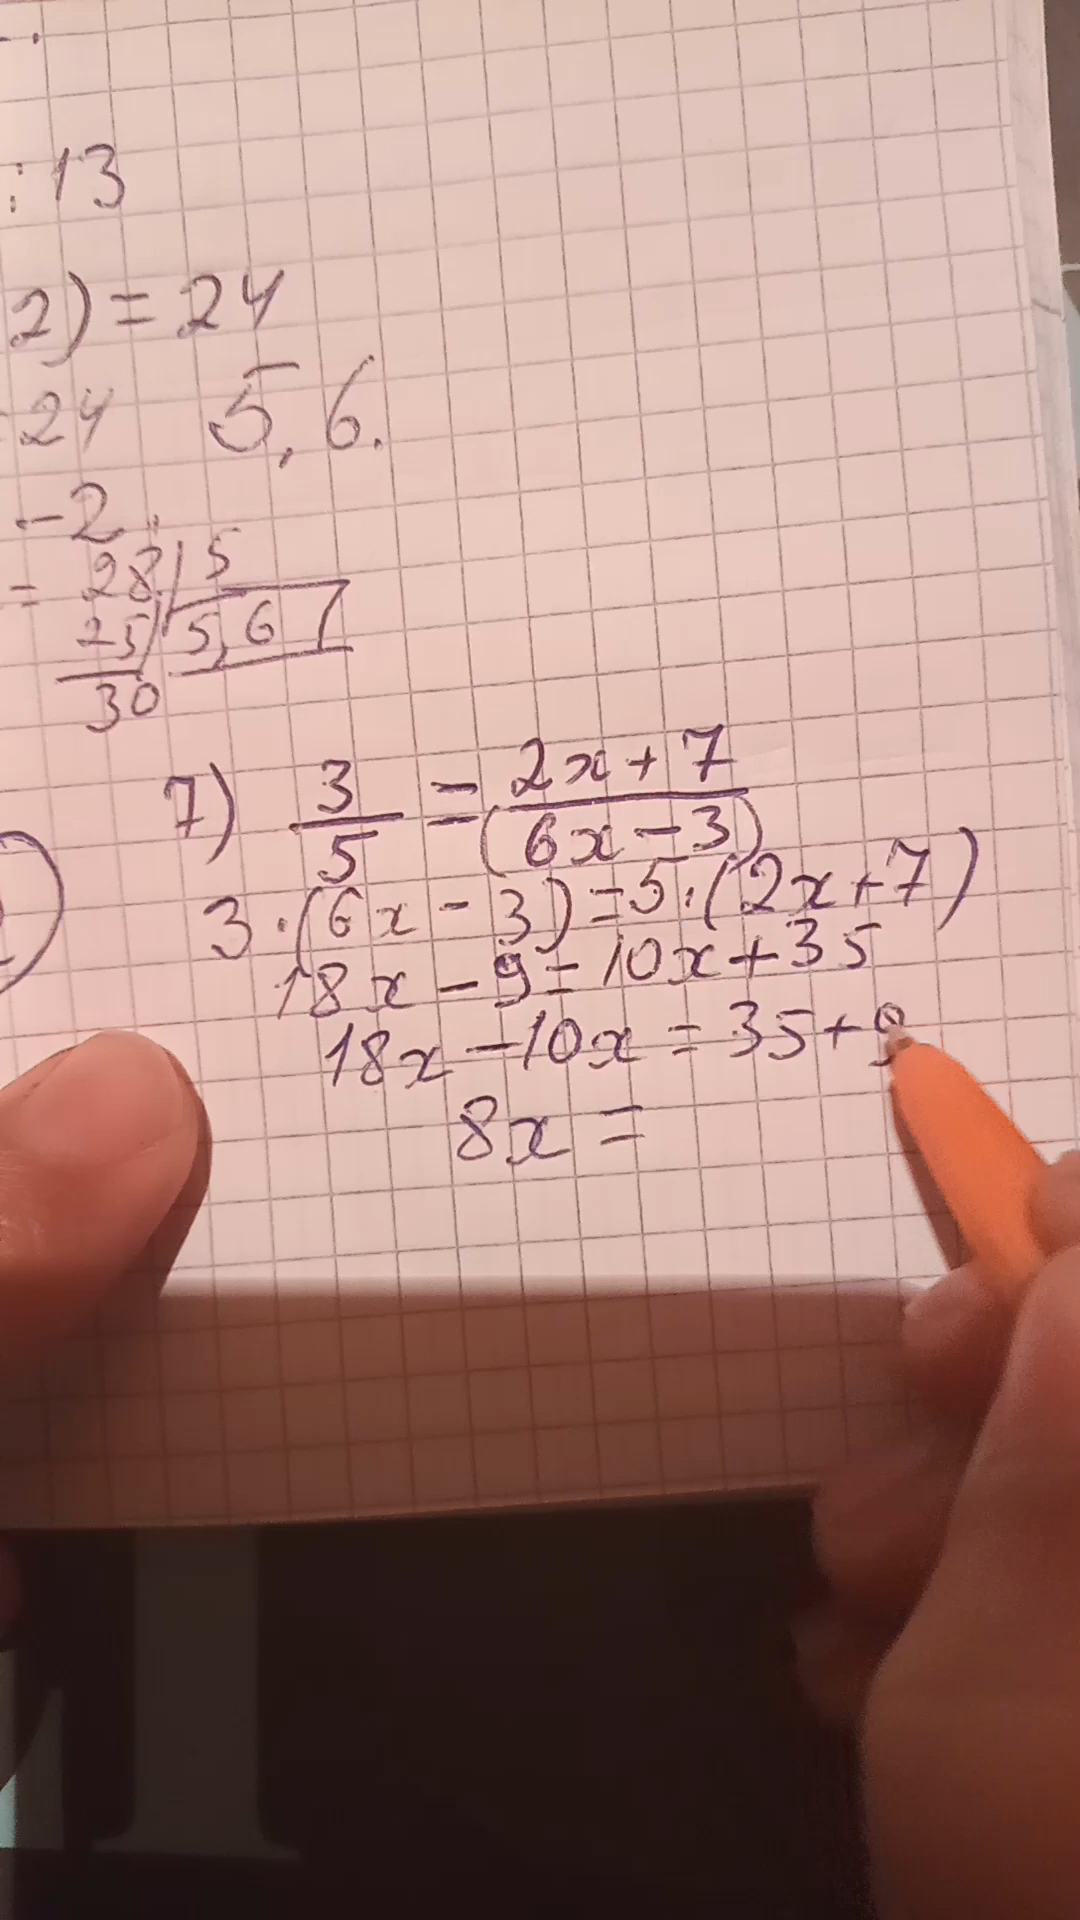 : 13
2) = 24
24 5,6.
-2
= 28 | 5
25 | 5,6
30
7) 3/5 = 2x+7/(6x-3)
3·(6x-3)=5·(2x+7)
18x-9=10x+35
18x-10x=35+9
8x=